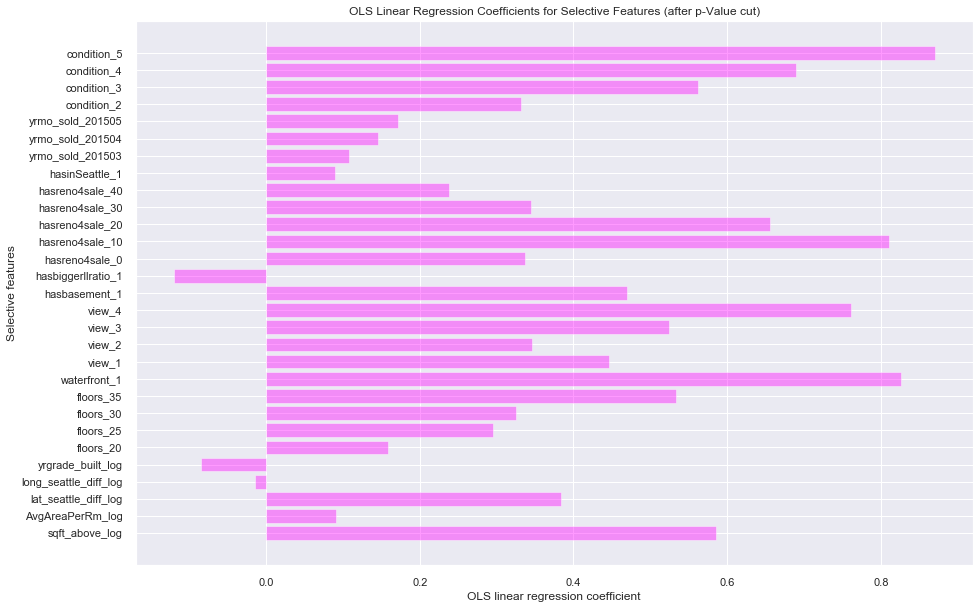 OLS Linear Regression Coefficients for Selective Features (after p-Value cut)
Selective features
condition_5
condition_4
condition_3
condition_2
yrmo_sold_201505
yrmo_sold_201504
yrmo_sold_201503
hasinSeattle_1
hasreno4sale_40
hasreno4sale_30
hasreno4sale_20
hasreno4sale_10
hasreno4sale_0
hasbiggerllratio_1
hasbasement_1
view_4
view_3
view_2
view_1
waterfront_1
floors_35
floors_30
floors_25
floors_20
yrgrade_built_log
long_seattle_diff_log
lat_seattle_diff_log
AvgAreaPerRm_log
sqft_above_log
0.0 0.2 0.4 0.6 0.8
OLS linear regression coefficient